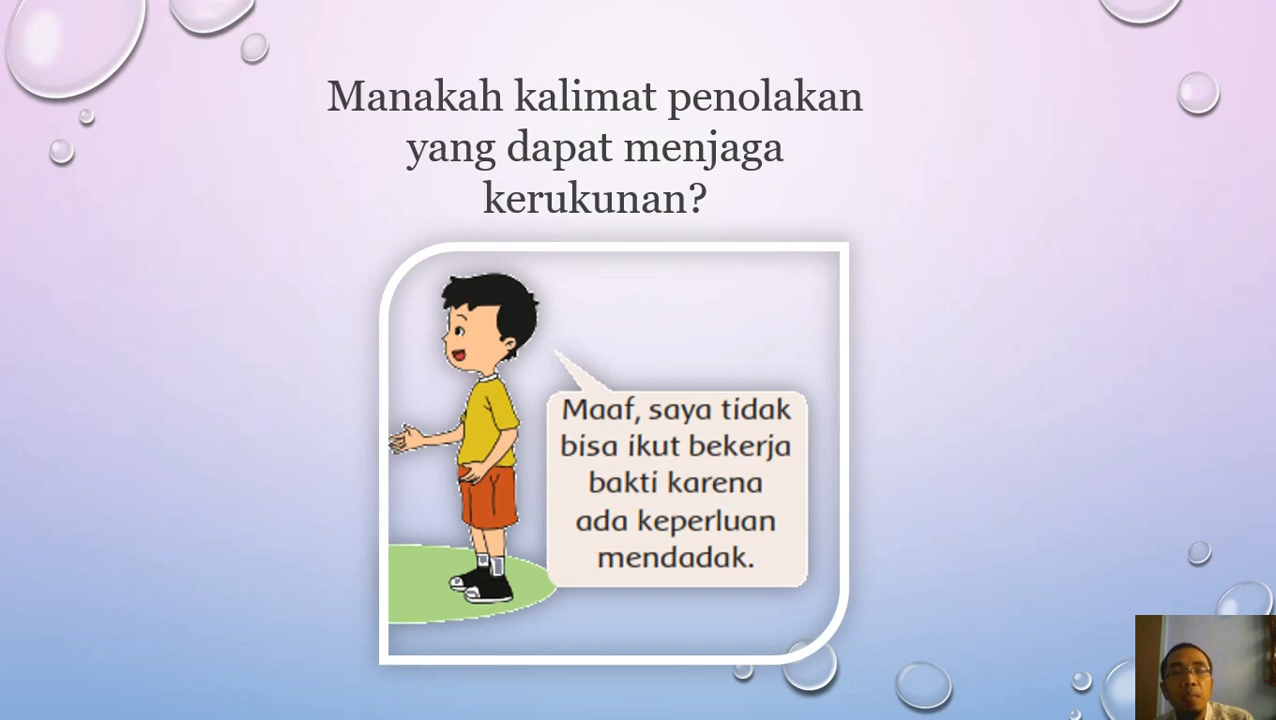 Manakah kalimat penolakan
yang dapat menjaga
kerukunan?
Maaf, saya tidak
bisa ikut bekerja
bakti karena
ada keperluan
mendadak.